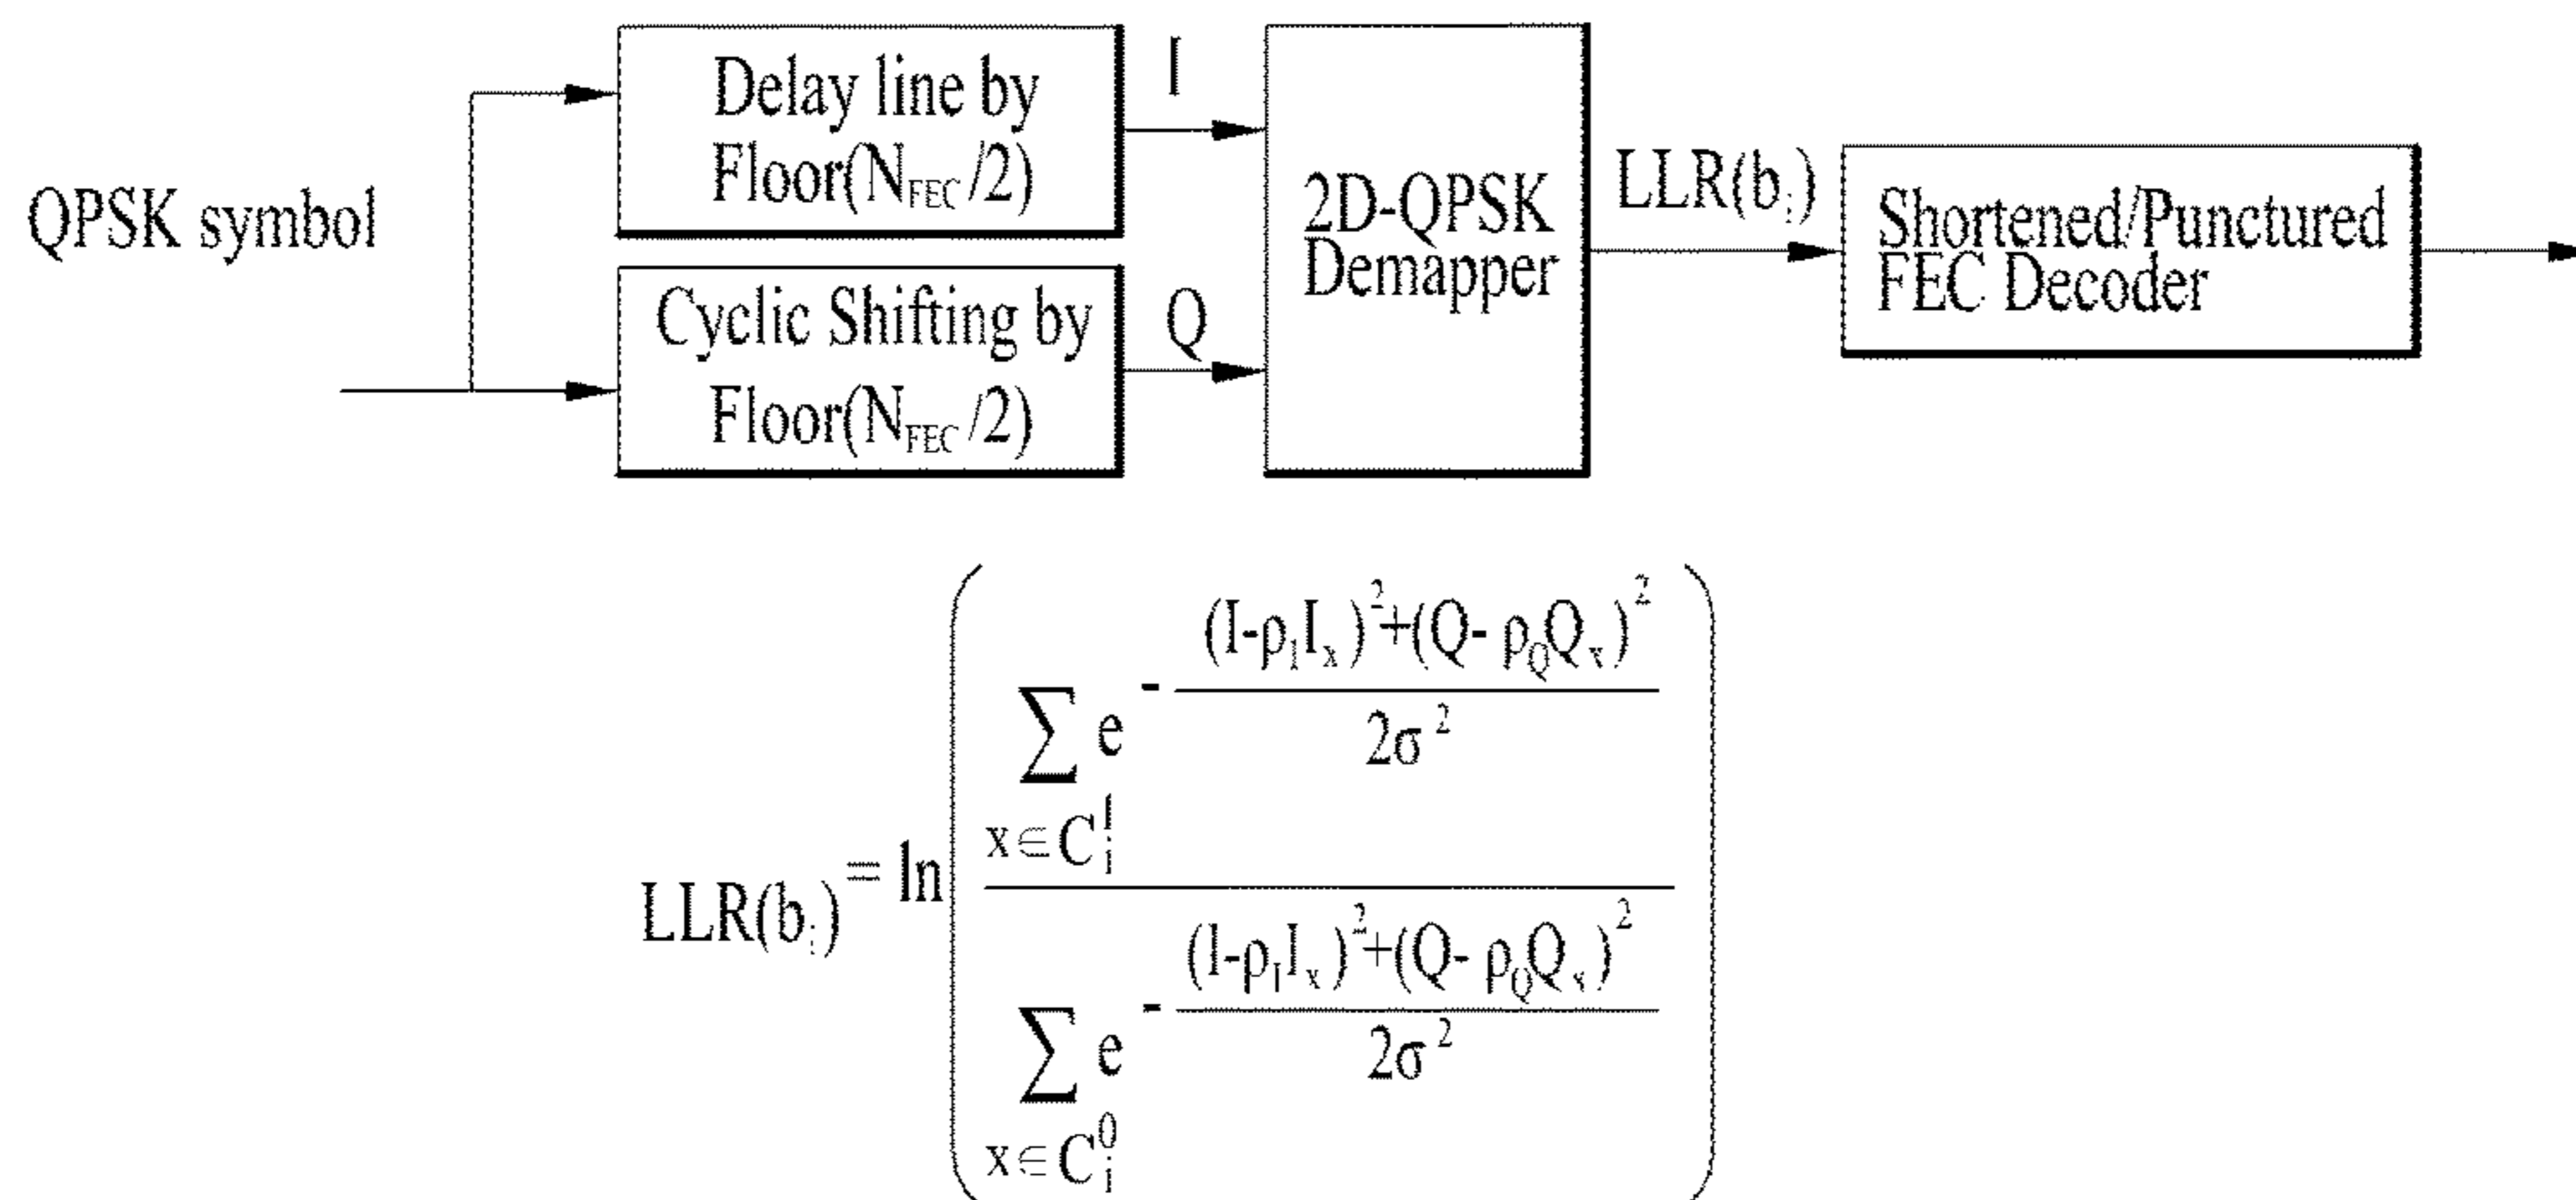 Delay line by
Floor(N_FEC/2)
I
QPSK symbol
2D-QPSK
Demapper
LLR(b_i)
Shortened/Punctured
FEC Decoder
Cyclic Shifting by
Floor(N_FEC/2)
Q
LLR(b_i) = ln( ∑_{x∈C_i^1} e^{-((I-ρ_I I_x)^2+(Q-ρ_Q Q_x)^2)/(2σ^2)} / ∑_{x∈C_i^0} e^{-((I-ρ_I I_x)^2+(Q-ρ_Q Q_x)^2)/(2σ^2)} )